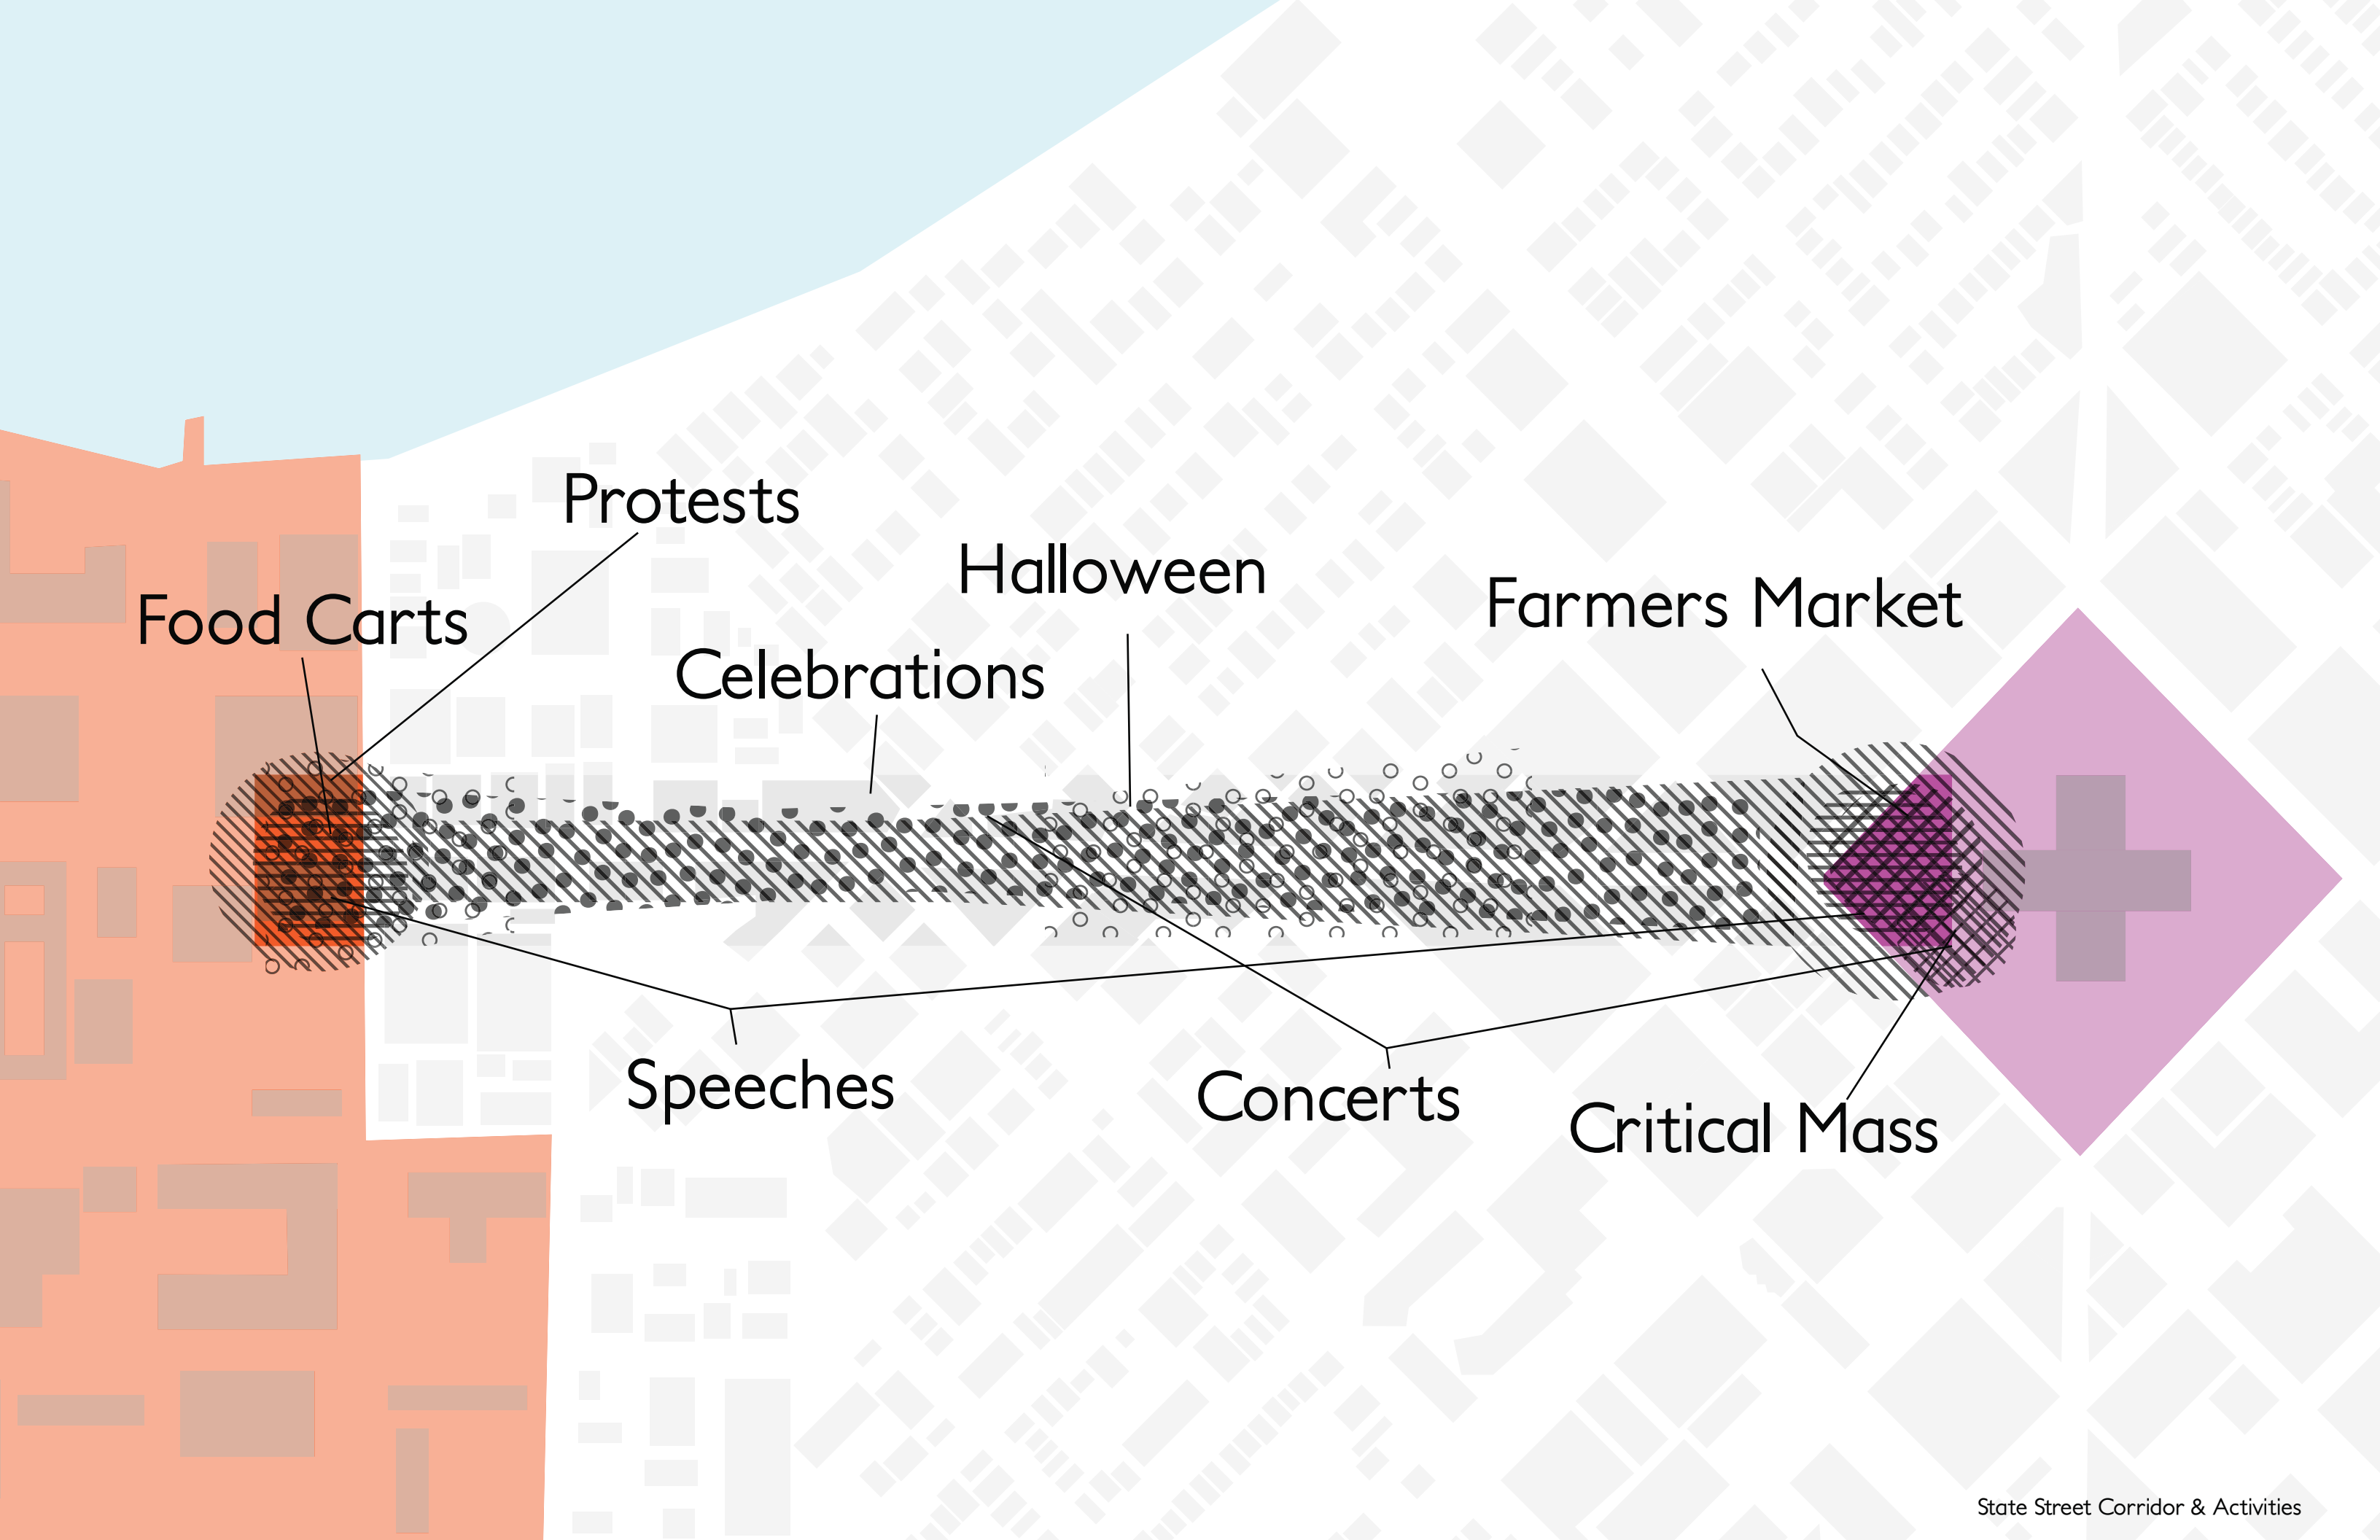 Protests
Halloween
Food Carts
Farmers Market
Celebrations
Speeches
Concerts
Critical Mass
State Street Corridor & Activities